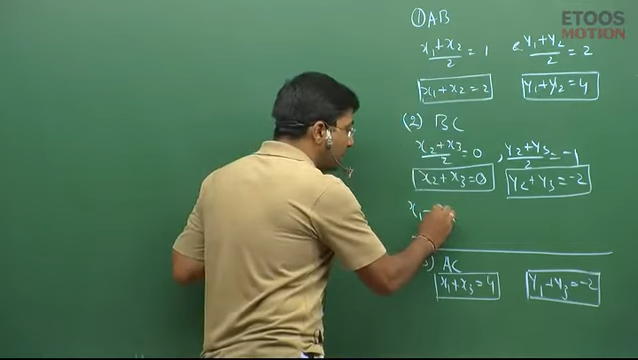 ETOOS
MOTION
① AB
x₁+x₂/2 = 1 & y₁+y₂/2 = 2
x₁+x₂=2 y₁+y₂=4
(2) BC
x₂+x₃/2=0, y₂+y₃/2=-1
x₂+x₃=0 y₂+y₃=-2
x₁-
AC
x₁+x₃=4 y₁+y₃=-2